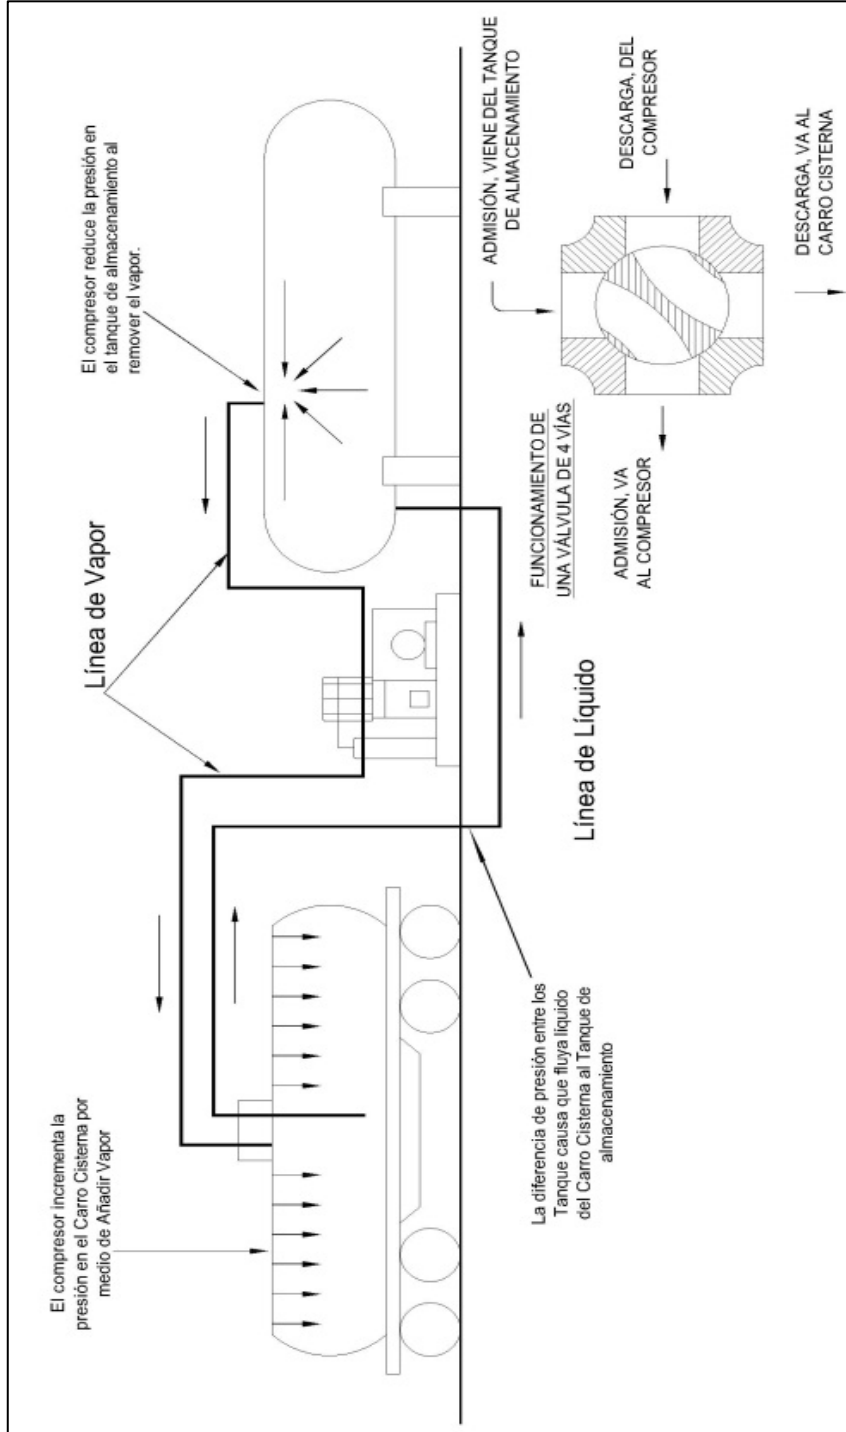 El compresor incrementa la
presión en el Carro Cisterna por
medio de Añadir Vapor
Línea de Vapor
El compresor reduce la presión en
el tanque de almacenamiento al
remover el vapor.
La diferencia de presión entre los
Tanque causa que fluya líquido
del Carro Cisterna al Tanque de
almacenamiento
Línea de Líquido
FUNCIONAMIENTO DE
UNA VÁLVULA DE 4 VÍAS
ADMISIÓN, VIENE DEL TANQUE
DE ALMACENAMIENTO
ADMISIÓN, VA
AL COMPRESOR
DESCARGA, DEL
COMPRESOR
DESCARGA, VA AL
CARRO CISTERNA